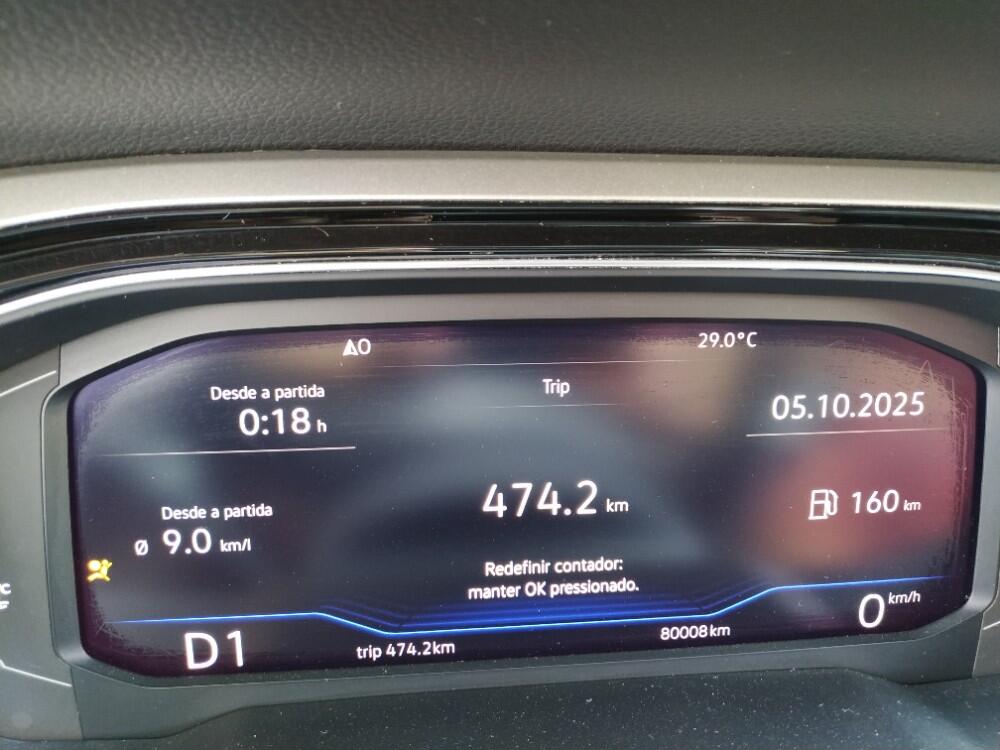 0
29.0°C
Desde a partida
0:18 h
Trip
05.10.2025
474.2 km
160 km
Desde a partida
Ø 9.0 km/l
Redefinir contador:
manter OK pressionado.
D1
trip 474.2km
80008km
0 km/h